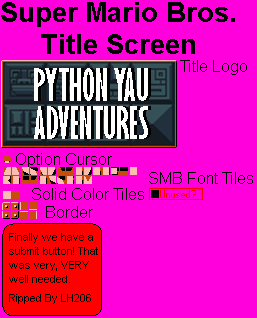 Super Mario Bros.
Title Screen
Title Logo
PYTHON YAU
ADVENTURES
Option Cursor
SMB Font Tiles
Solid Color Tiles
Unused?
Border
Finally we have a
submit button! That
was very, VERY
well needed.
Ripped By LH206